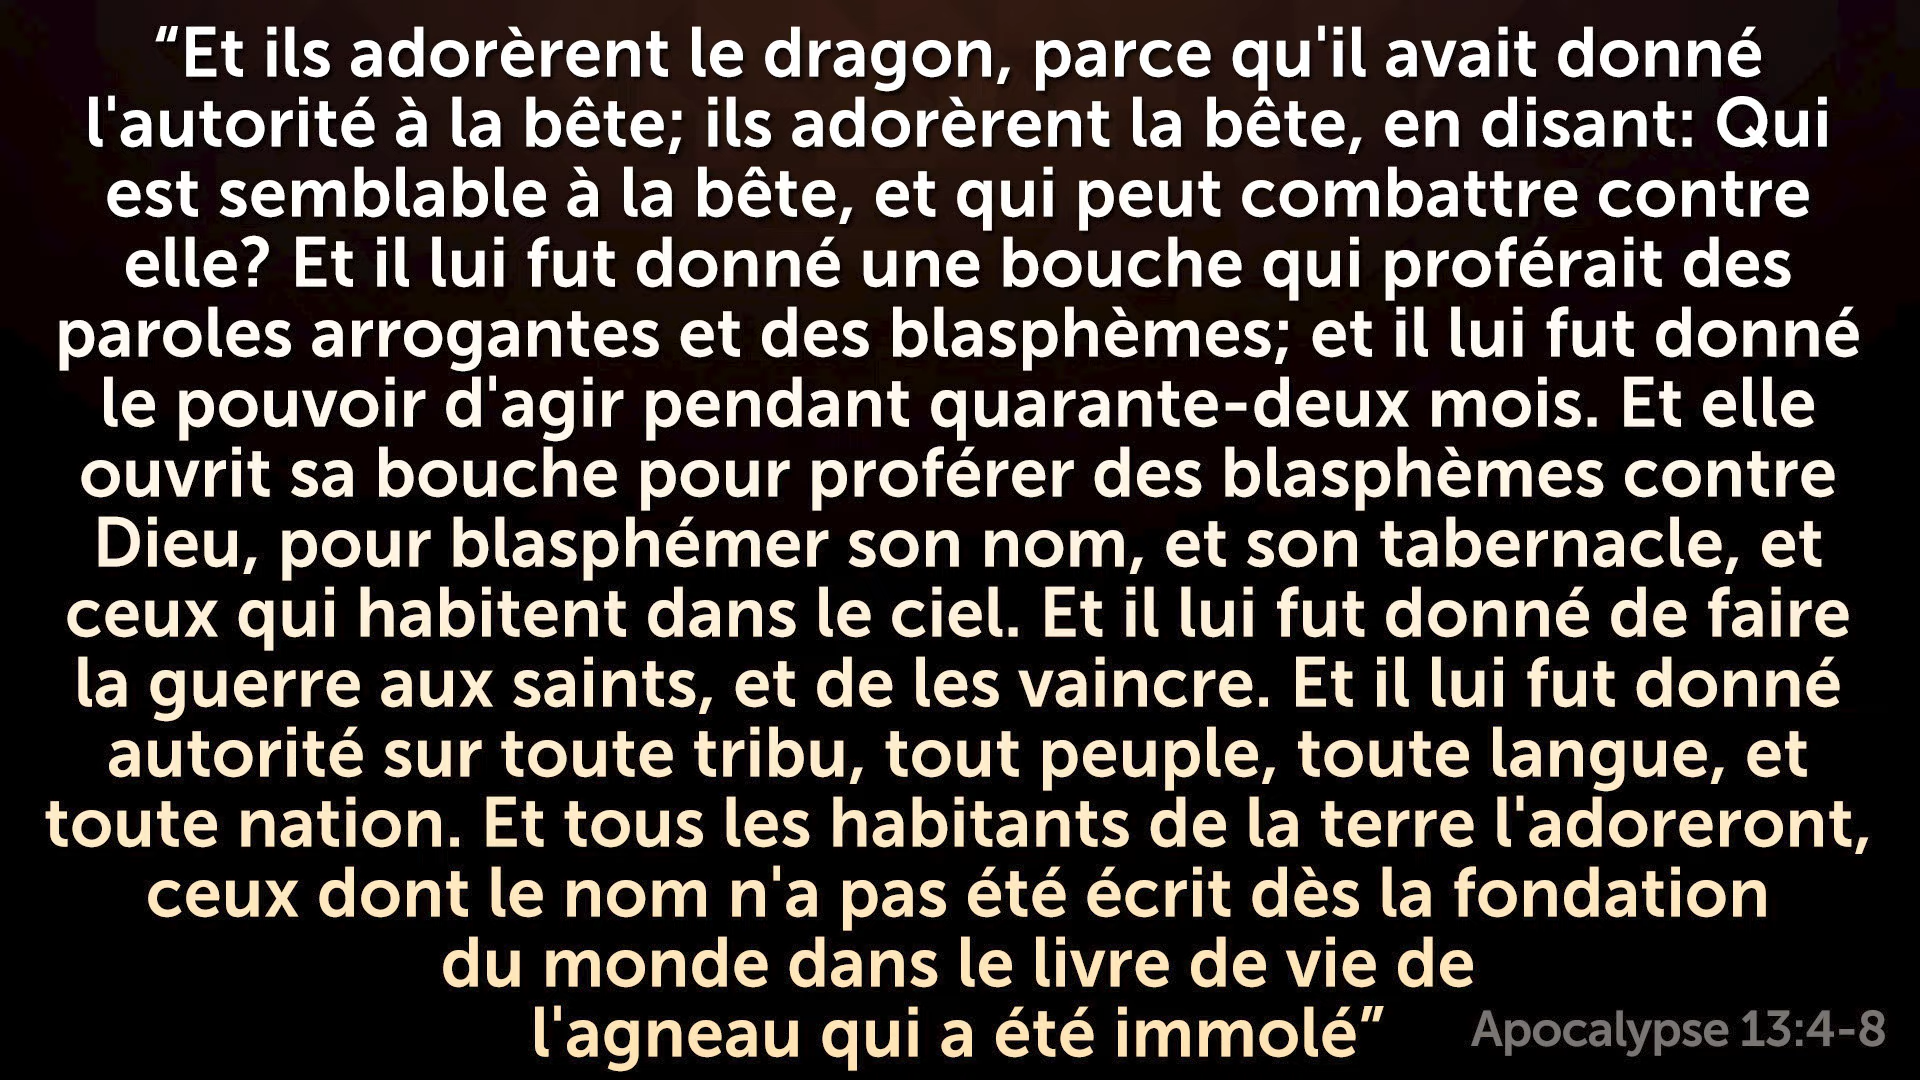 “Et ils adorèrent le dragon, parce qu'il avait donné
l'autorité à la bête; ils adorèrent la bête, en disant: Qui
est semblable à la bête, et qui peut combattre contre
elle? Et il lui fut donné une bouche qui proférait des
paroles arrogantes et des blasphèmes; et il lui fut donné
le pouvoir d'agir pendant quarante-deux mois. Et elle
ouvrit sa bouche pour proférer des blasphèmes contre
Dieu, pour blasphémer son nom, et son tabernacle, et
ceux qui habitent dans le ciel. Et il lui fut donné de faire
la guerre aux saints, et de les vaincre. Et il lui fut donné
autorité sur toute tribu, tout peuple, toute langue, et
toute nation. Et tous les habitants de la terre l'adoreront,
ceux dont le nom n'a pas été écrit dès la fondation
du monde dans le livre de vie de
l'agneau qui a été immolé”
Apocalypse 13:4-8